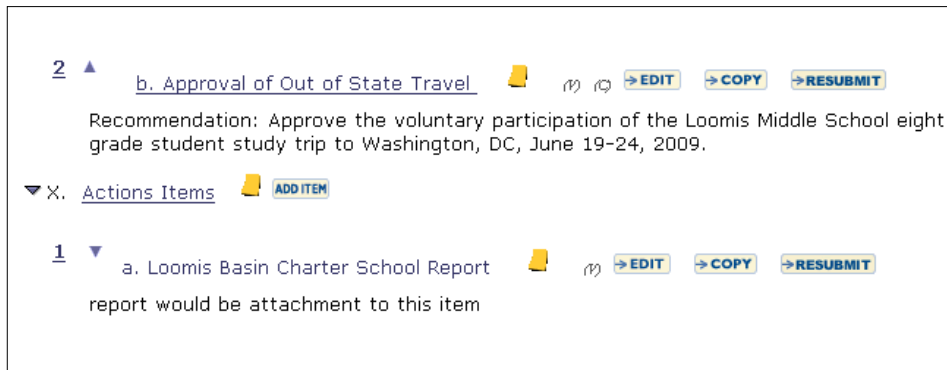 2 b. Approval of Out of State Travel (M) (C) EDIT COPY RESUBMIT
Recommendation: Approve the voluntary participation of the Loomis Middle School eight
grade student study trip to Washington, DC, June 19-24, 2009.
X. Actions Items ADD ITEM
1 a. Loomis Basin Charter School Report (M) EDIT COPY RESUBMIT
report would be attachment to this item